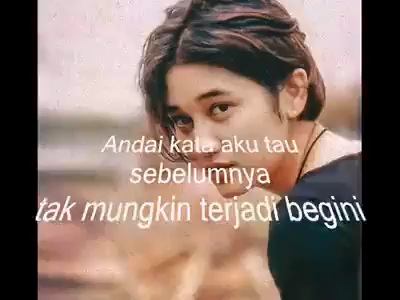 Andai kata aku tau
sebelumnya
tak mungkin terjadi begini